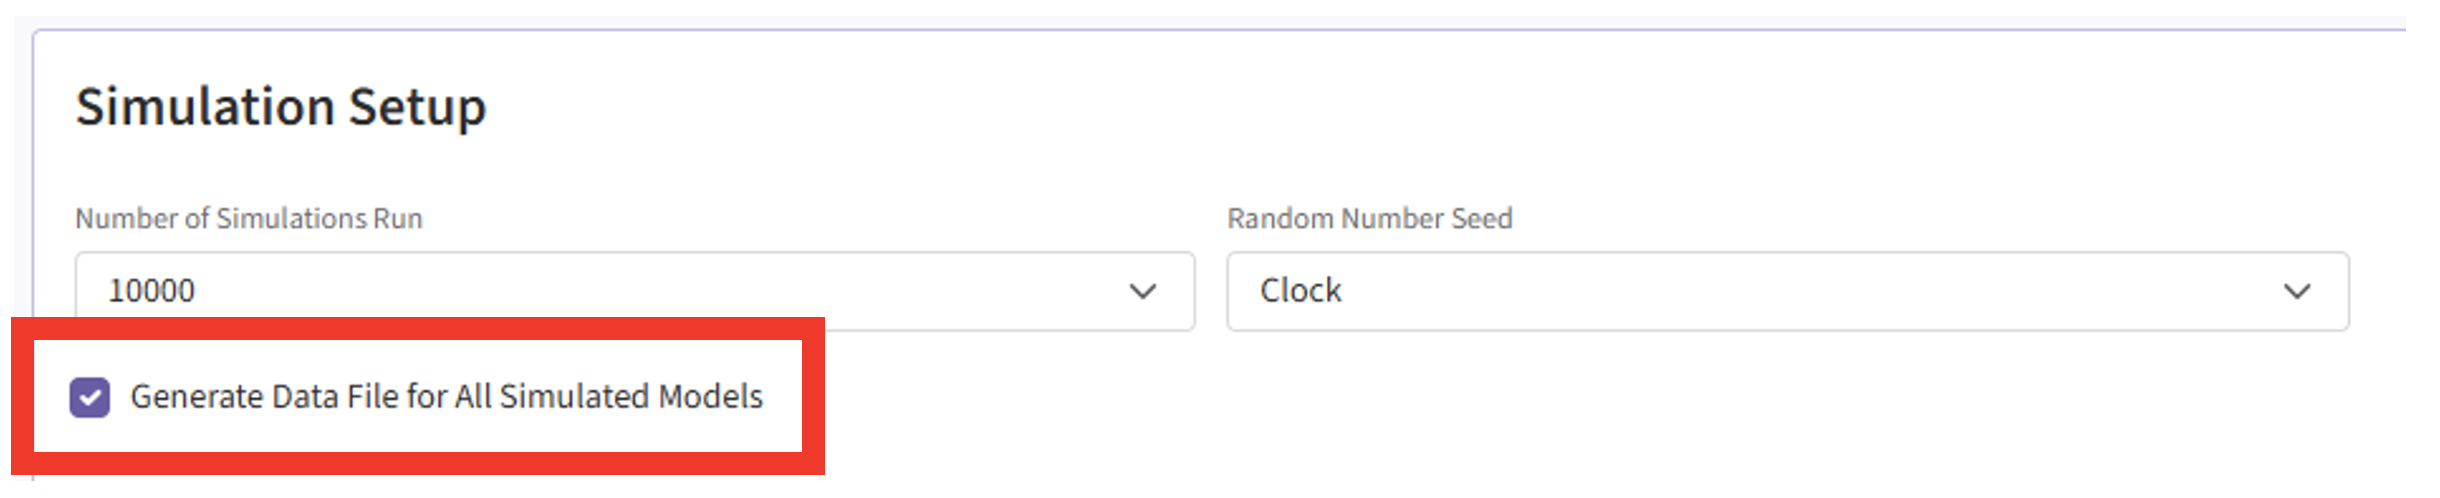 Simulation Setup
Number of Simulations Run
Random Number Seed
10000
Clock
Generate Data File for All Simulated Models